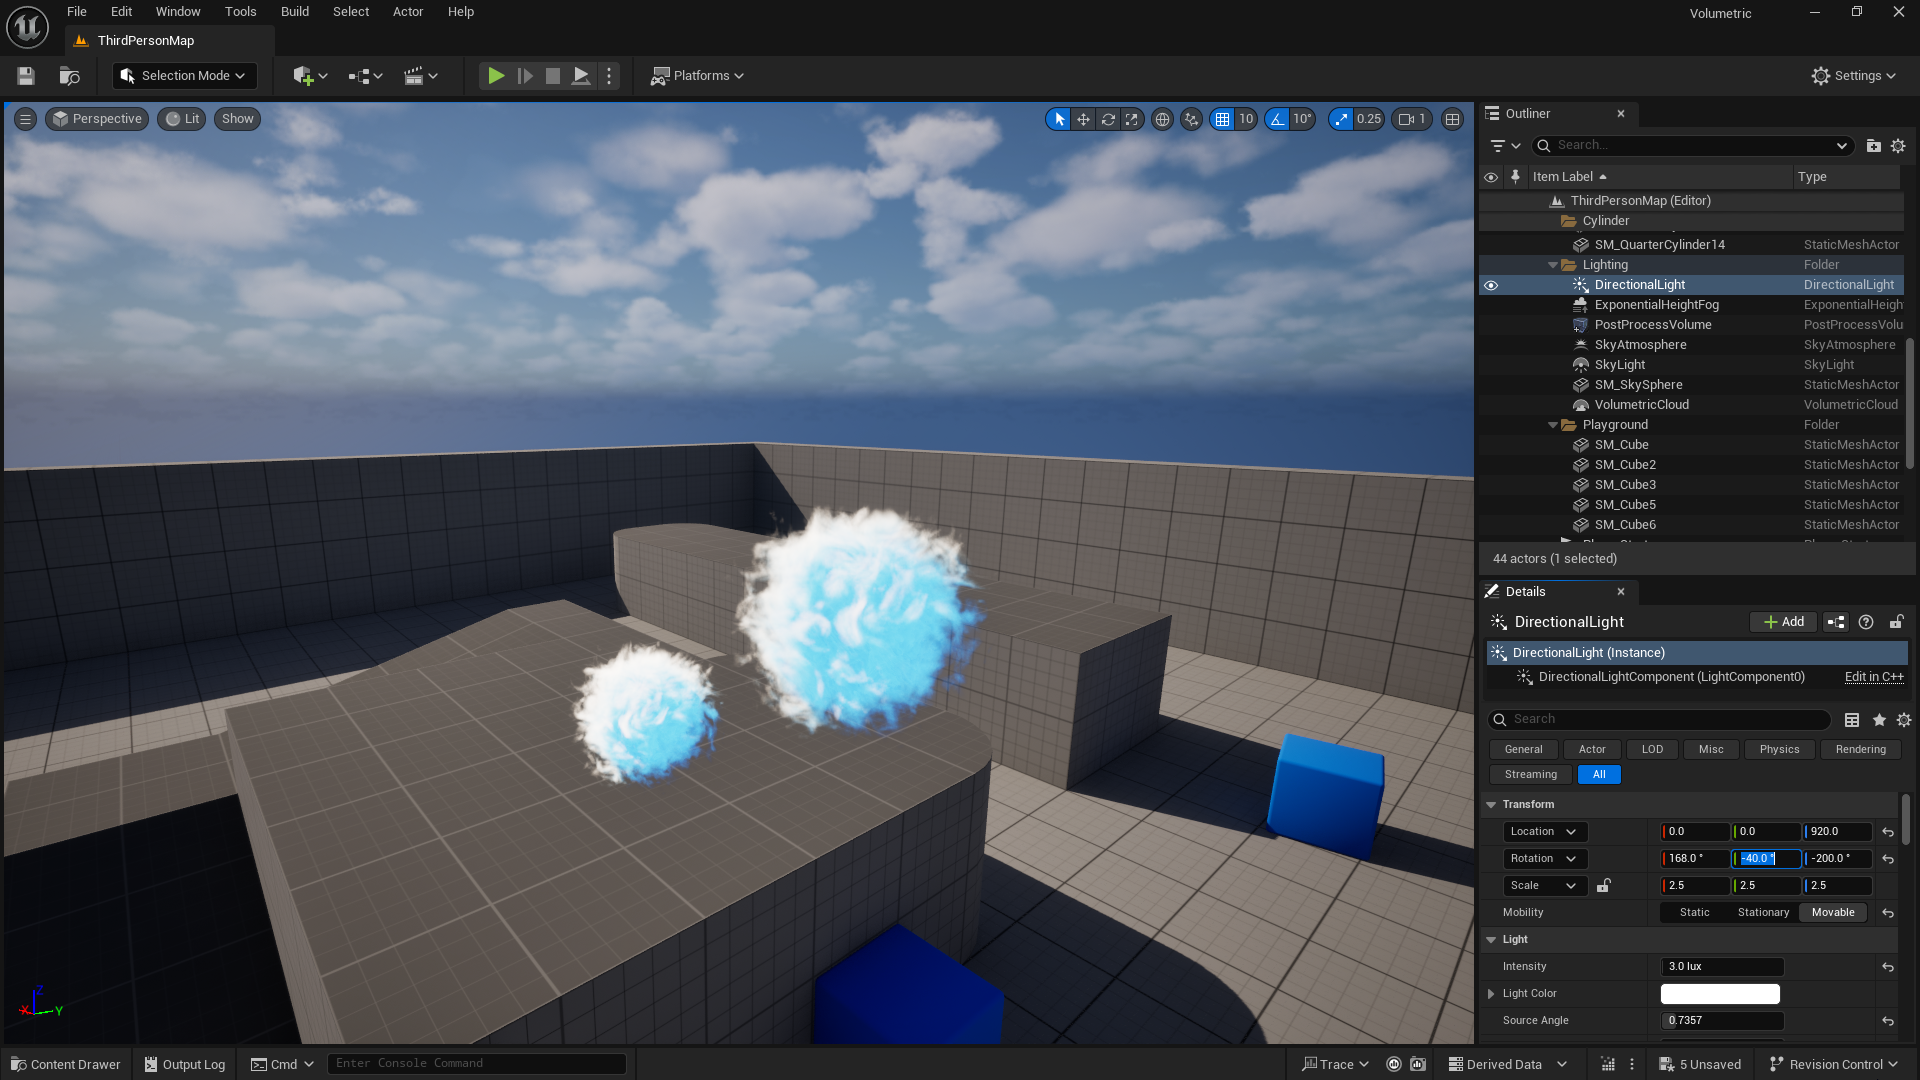 File Edit Window Tools Build Select Actor Help
Volumetric
ThirdPersonMap
Selection Mode
Platforms
Settings
Perspective Lit Show
10 10° 0.25 1
Outliner
Search...
Item Label Type
ThirdPersonMap (Editor)
Cylinder
SM_QuarterCylinder14 StaticMeshActor
Lighting Folder
DirectionalLight DirectionalLight
ExponentialHeightFog ExponentialHeigh
PostProcessVolume PostProcessVolu
SkyAtmosphere SkyAtmosphere
SkyLight SkyLight
SM_SkySphere StaticMeshActor
VolumetricCloud VolumetricCloud
Playground Folder
SM_Cube StaticMeshActor
SM_Cube2 StaticMeshActor
SM_Cube3 StaticMeshActor
SM_Cube5 StaticMeshActor
SM_Cube6 StaticMeshActor
44 actors (1 selected)
Details
DirectionalLight
Add
DirectionalLight (Instance)
DirectionalLightComponent (LightComponent0) Edit in C++
Search
General Actor LOD Misc Physics Rendering
Streaming All
Transform
Location 0.0 0.0 920.0
Rotation 168.0 ° -40.0 ° -200.0 °
Scale 2.5 2.5 2.5
Mobility Static Stationary Movable
Light
Intensity 3.0 lux
Light Color
Source Angle 0.7357
Z
X Y
Content Drawer Output Log Cmd Enter Console Command
Trace Derived Data 5 Unsaved Revision Control